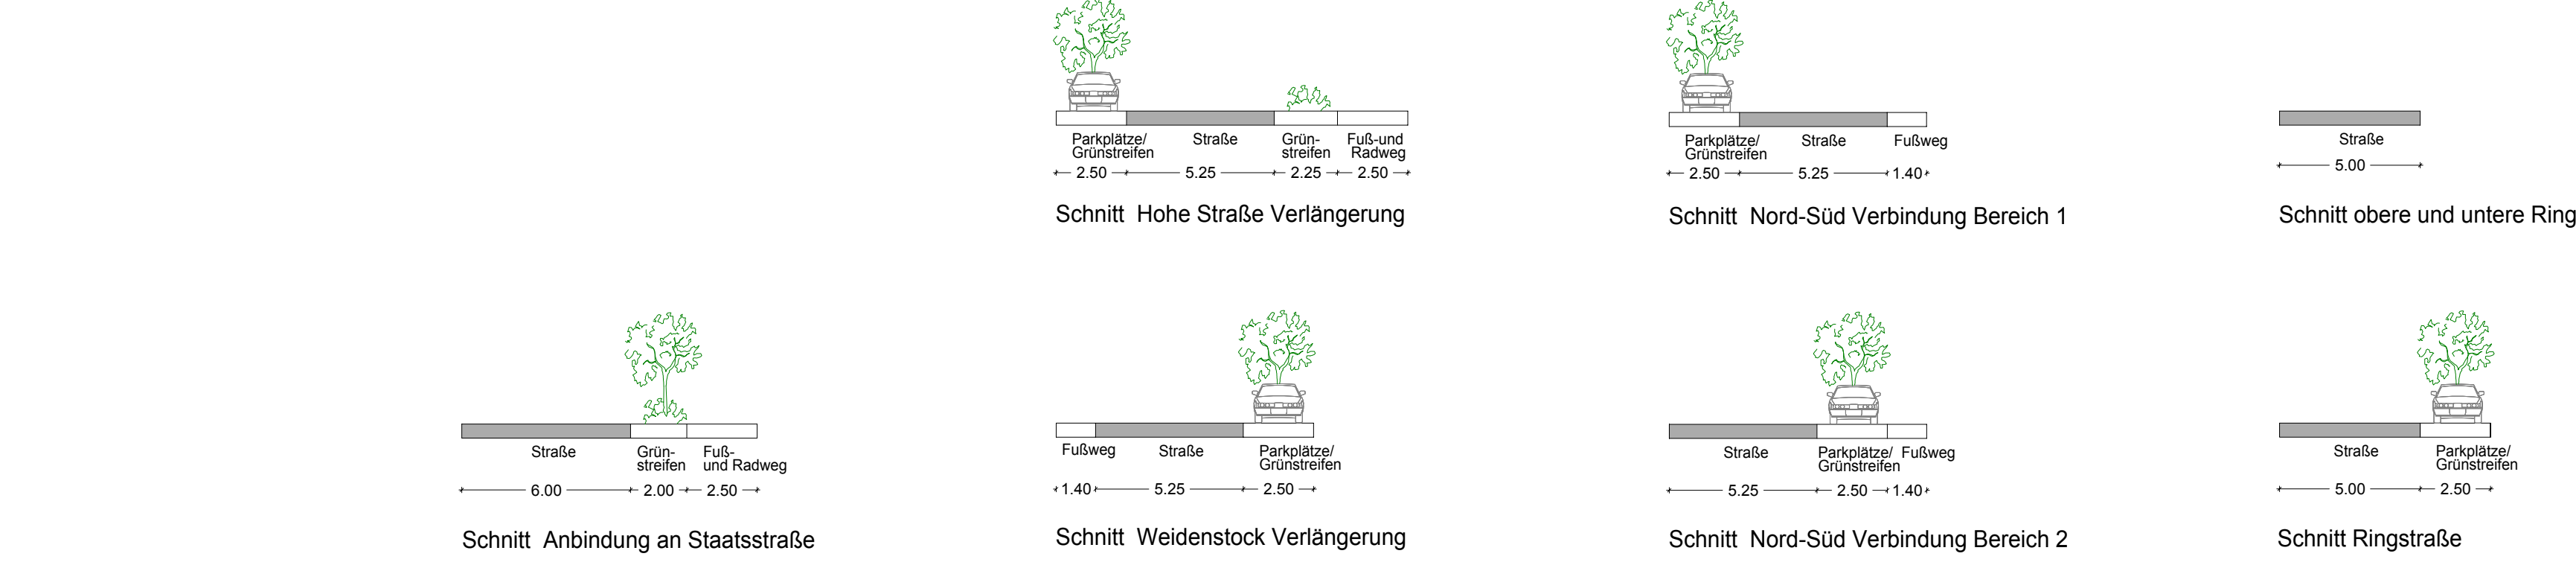 Parkplätze/
Grünstreifen
Straße
Grün-
streifen
Fuß-und
Radweg
2.50
5.25
2.25
2.50
Schnitt Hohe Straße Verlängerung
Parkplätze/
Grünstreifen
Straße
Fußweg
2.50
5.25
1.40
Schnitt Nord-Süd Verbindung Bereich 1
Straße
5.00
Schnitt obere und untere Ring
Straße
Grün-
streifen
Fuß-
und Radweg
6.00
2.00
2.50
Schnitt Anbindung an Staatsstraße
Fußweg
Straße
Parkplätze/
Grünstreifen
1.40
5.25
2.50
Schnitt Weidenstock Verlängerung
Straße
Parkplätze/
Grünstreifen
Fußweg
5.25
2.50
1.40
Schnitt Nord-Süd Verbindung Bereich 2
Straße
Parkplätze/
Grünstreifen
5.00
2.50
Schnitt Ringstraße